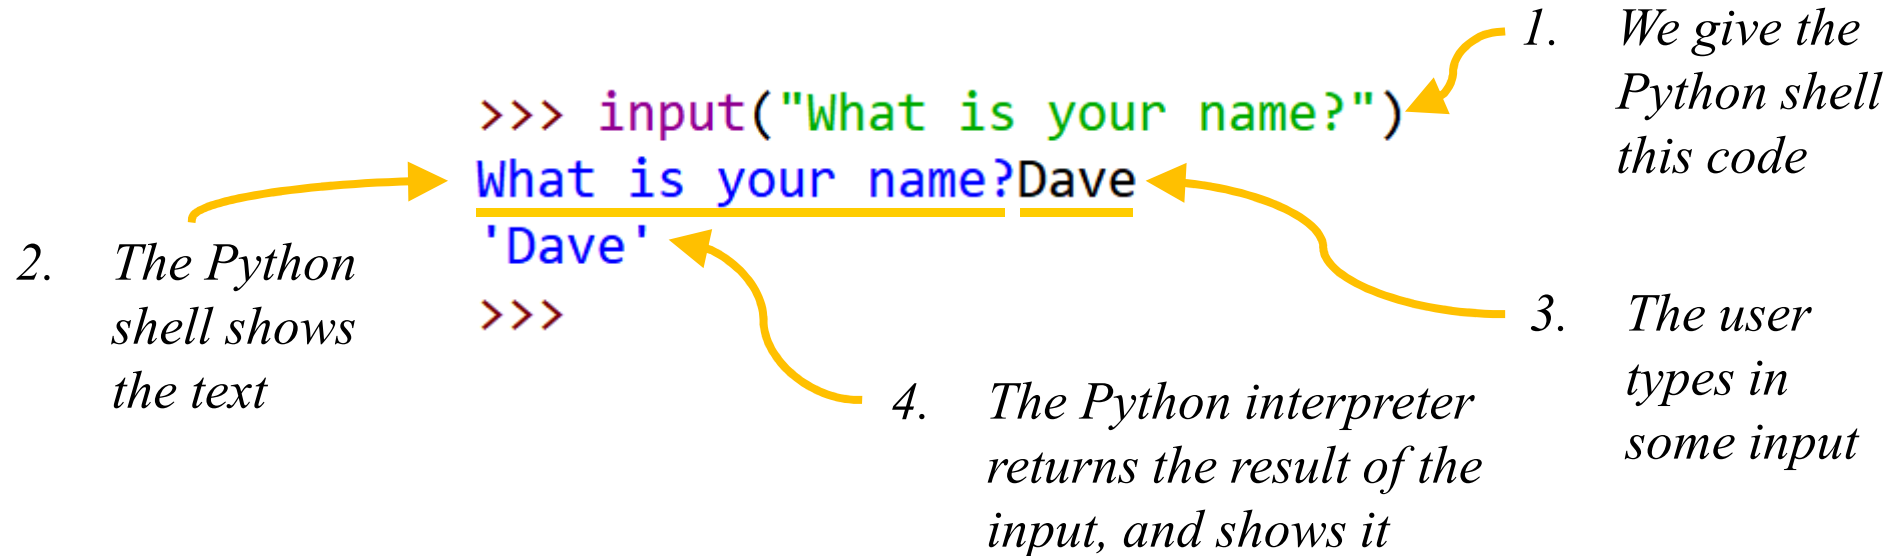 1. We give the
Python shell
this code
>>> input("What is your name?")
What is your name?Dave
'Dave'
>>>
2. The Python
shell shows
the text
3. The user
types in
some input
4. The Python interpreter
returns the result of the
input, and shows it